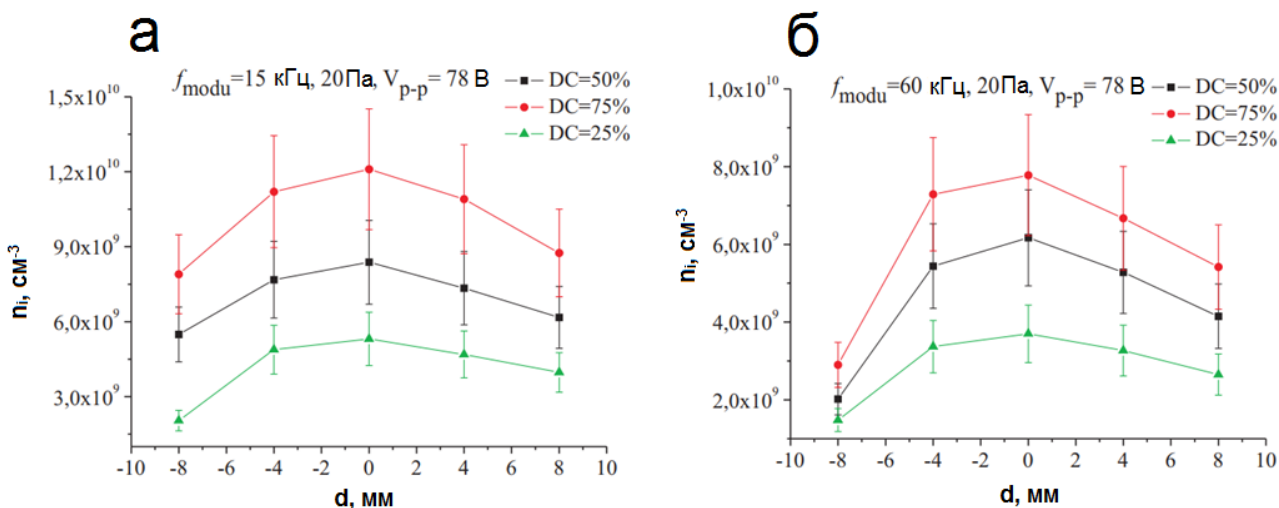 а
f_modu=15 кГц, 20Па, V_p-p= 78 В
DC=50%
DC=75%
DC=25%
1,5x10^10
1,2x10^10
9,0x10^9
6,0x10^9
3,0x10^9
n_i, см^-3
-10 -8 -6 -4 -2 0 2 4 6 8 10
d, мм
б
f_modu=60 кГц, 20Па, V_p-p= 78 В
DC=50%
DC=75%
DC=25%
1,0x10^10
8,0x10^9
6,0x10^9
4,0x10^9
2,0x10^9
n_i, см^-3
-10 -8 -6 -4 -2 0 2 4 6 8 10
d, мм